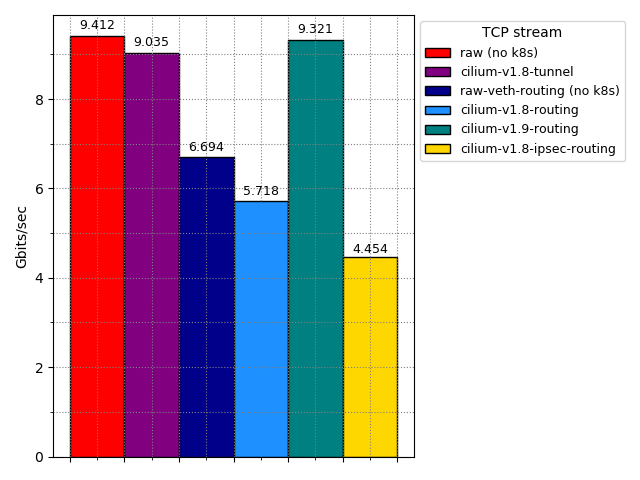 9.412
9.035
6.694
5.718
9.321
4.454
8
6
4
2
0
Gbits/sec
TCP stream
raw (no k8s)
cilium-v1.8-tunnel
raw-veth-routing (no k8s)
cilium-v1.8-routing
cilium-v1.9-routing
cilium-v1.8-ipsec-routing